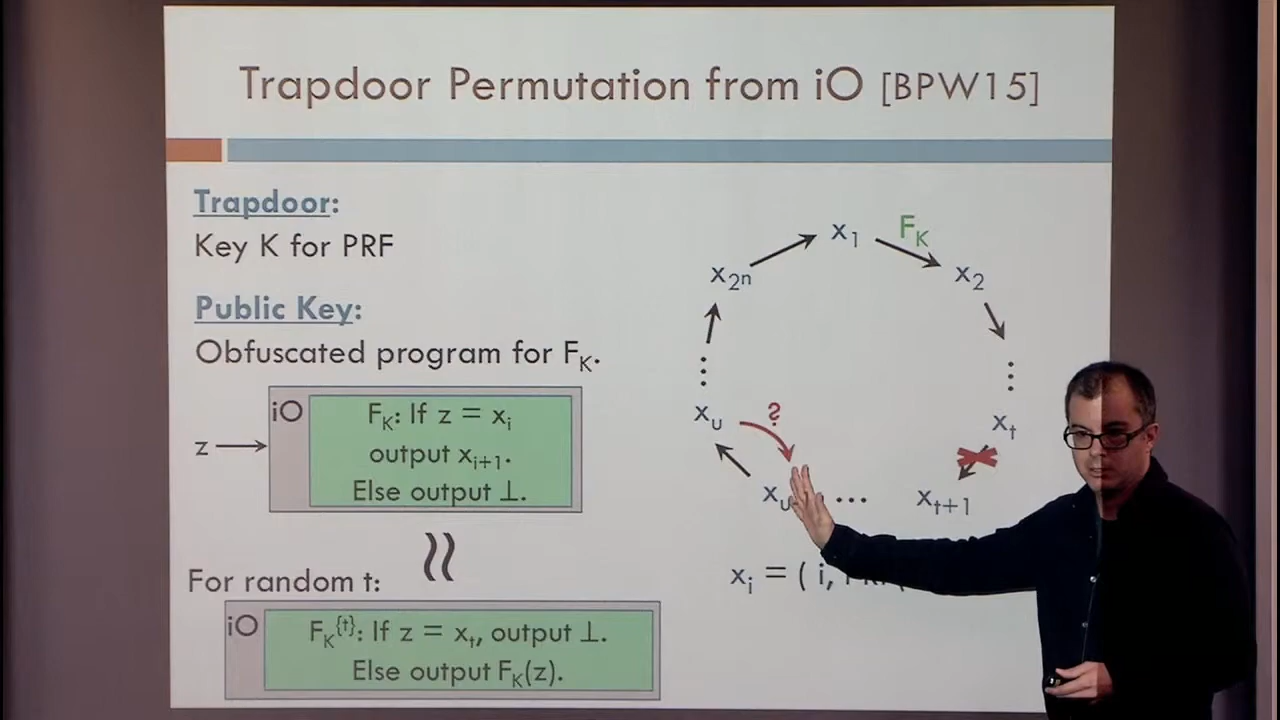 Trapdoor Permutation from iO [BPW15]
Trapdoor:
Key K for PRF
Public Key:
Obfuscated program for F_K.
z
iO
F_K: If z = x_i
output x_{i+1}.
Else output ⊥.
≈
For random t:
iO
F_K^{t}: If z = x_t, output ⊥.
Else output F_K(z).
x_1
F_K
x_2
⋮
x_t
x_{t+1}
...
x_u
?
⋮
x_{2^n}
x_i = ( i,